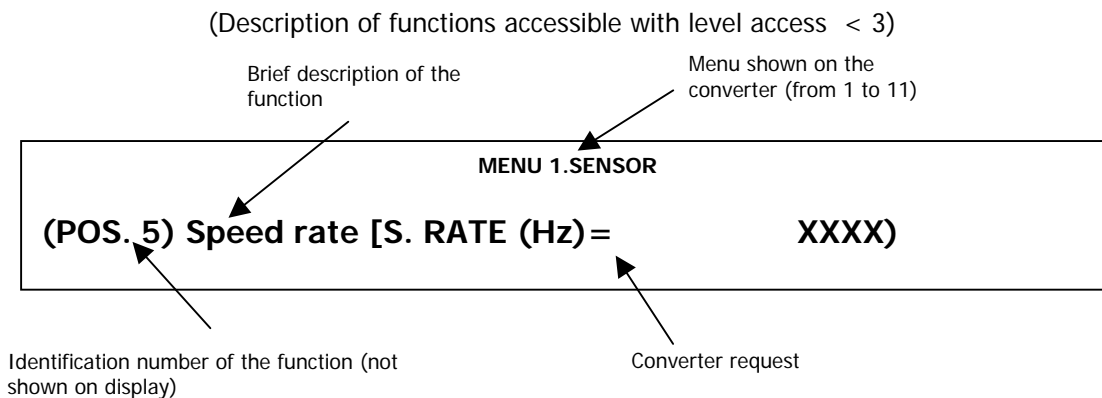 (Description of functions accessible with level access < 3)
Brief description of the
function
Menu shown on the
converter (from 1 to 11)
MENU 1.SENSOR
(POS. 5) Speed rate [S. RATE (Hz)= XXXX)
Identification number of the function (not
shown on display)
Converter request